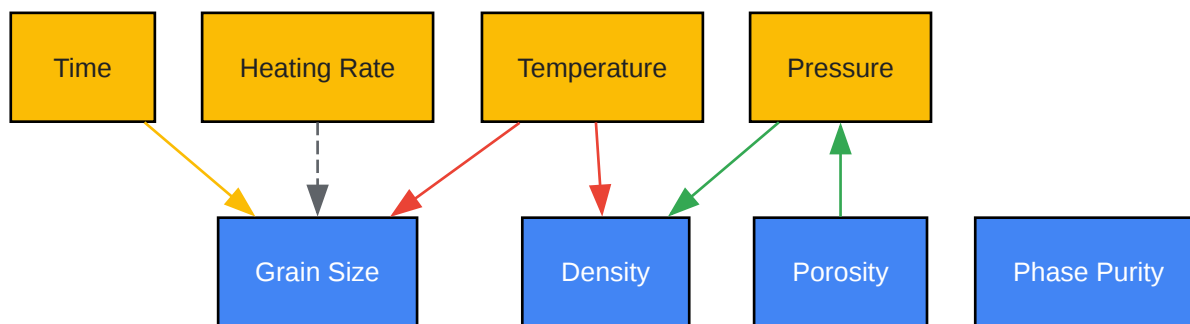 Time
Heating Rate
Temperature
Pressure
Grain Size
Density
Porosity
Phase Purity